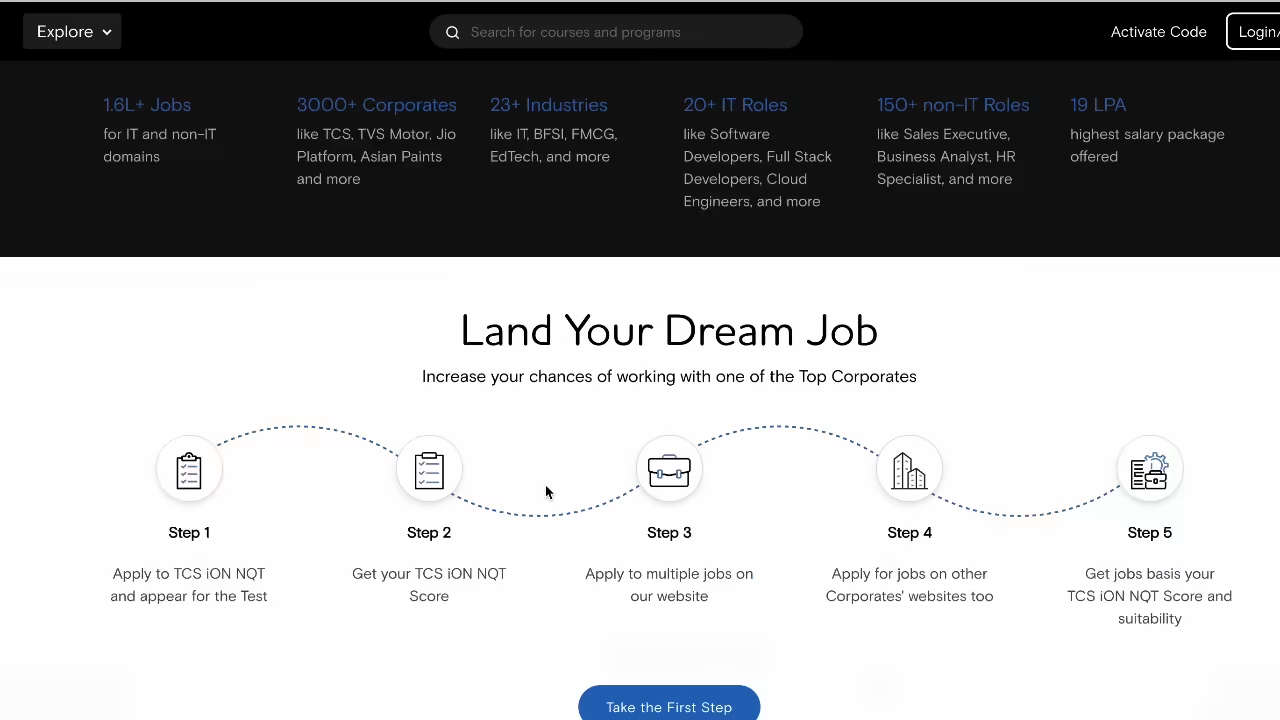 Explore
Search for courses and programs
Activate Code
Login/
1.6L+ Jobs
for IT and non-IT
domains
3000+ Corporates
like TCS, TVS Motor, Jio
Platform, Asian Paints
and more
23+ Industries
like IT, BFSI, FMCG,
EdTech, and more
20+ IT Roles
like Software
Developers, Full Stack
Developers, Cloud
Engineers, and more
150+ non-IT Roles
like Sales Executive,
Business Analyst, HR
Specialist, and more
19 LPA
highest salary package
offered
Land Your Dream Job
Increase your chances of working with one of the Top Corporates
Step 1
Apply to TCS iON NQT
and appear for the Test
Step 2
Get your TCS iON NQT
Score
Step 3
Apply to multiple jobs on
our website
Step 4
Apply for jobs on other
Corporates' websites too
Step 5
Get jobs basis your
TCS iON NQT Score and
suitability
Take the First Step